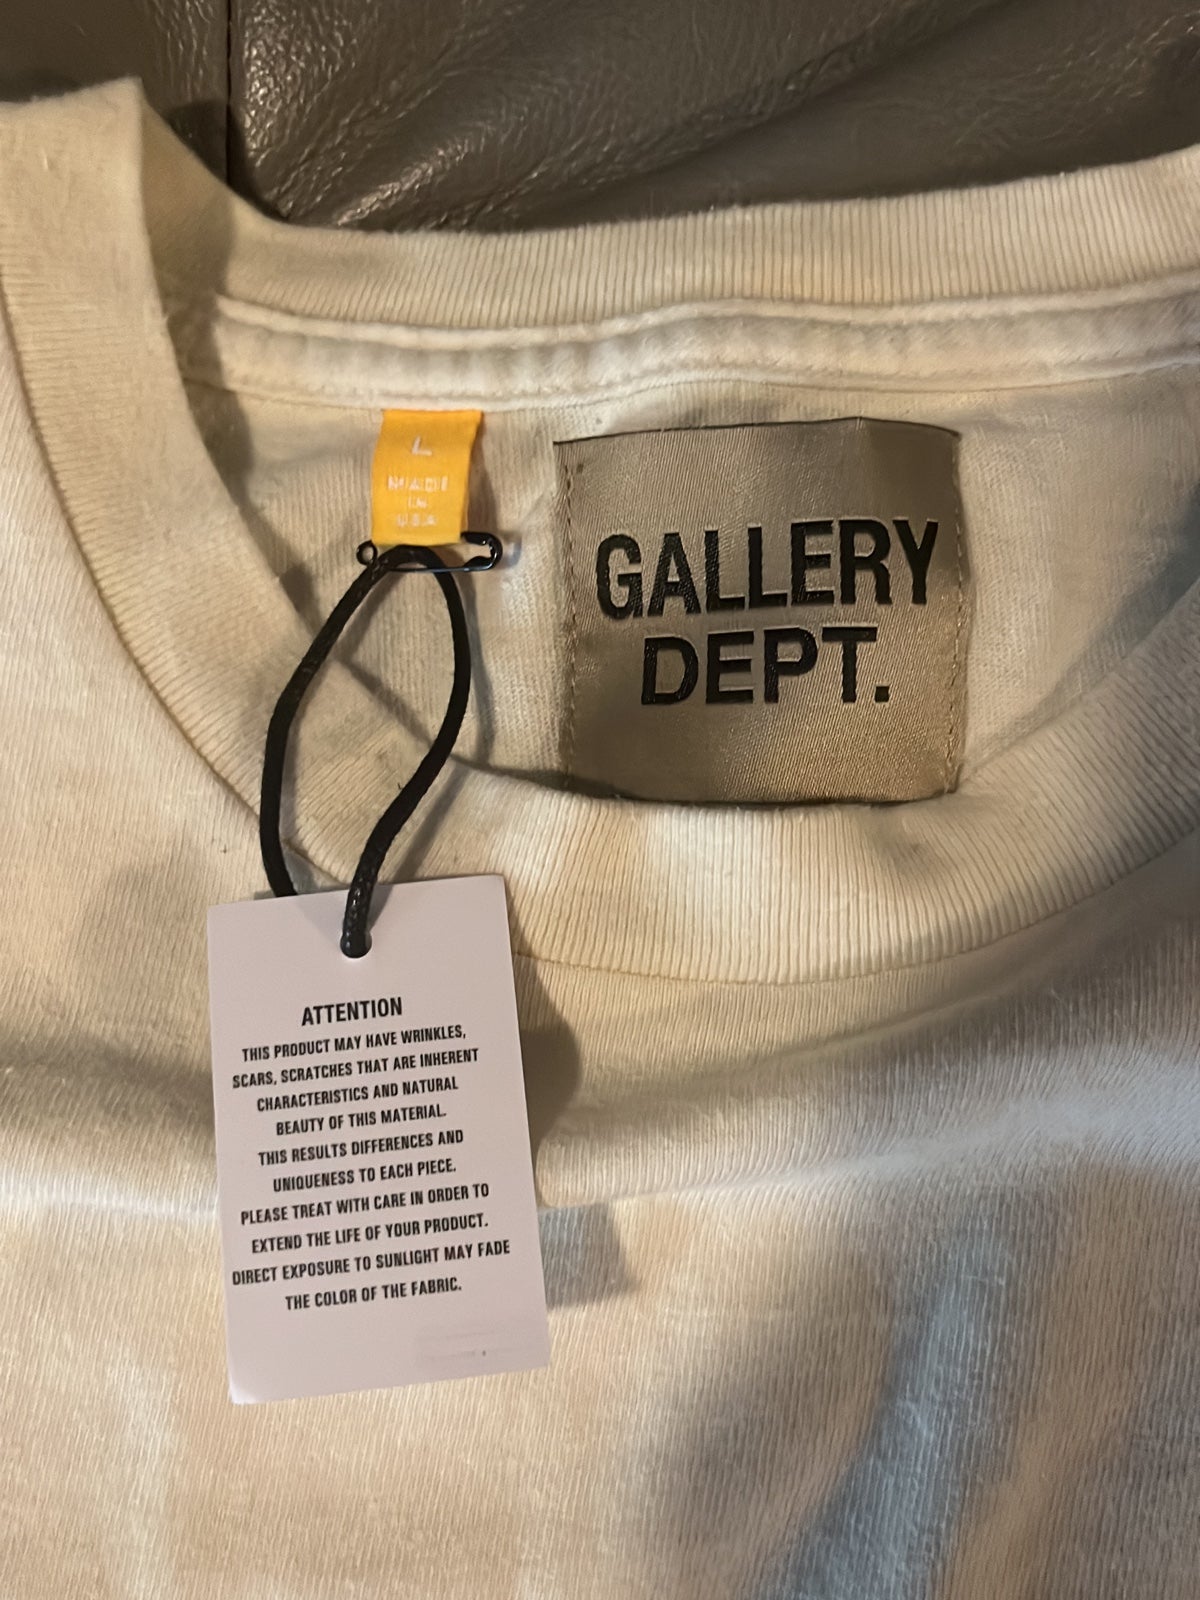 L
MADE
IN
USA
GALLERY
DEPT.
ATTENTION
THIS PRODUCT MAY HAVE WRINKLES,
SCARS, SCRATCHES THAT ARE INHERENT
CHARACTERISTICS AND NATURAL
BEAUTY OF THIS MATERIAL.
THIS RESULTS DIFFERENCES AND
UNIQUENESS TO EACH PIECE.
PLEASE TREAT WITH CARE IN ORDER TO
EXTEND THE LIFE OF YOUR PRODUCT.
DIRECT EXPOSURE TO SUNLIGHT MAY FADE
THE COLOR OF THE FABRIC.